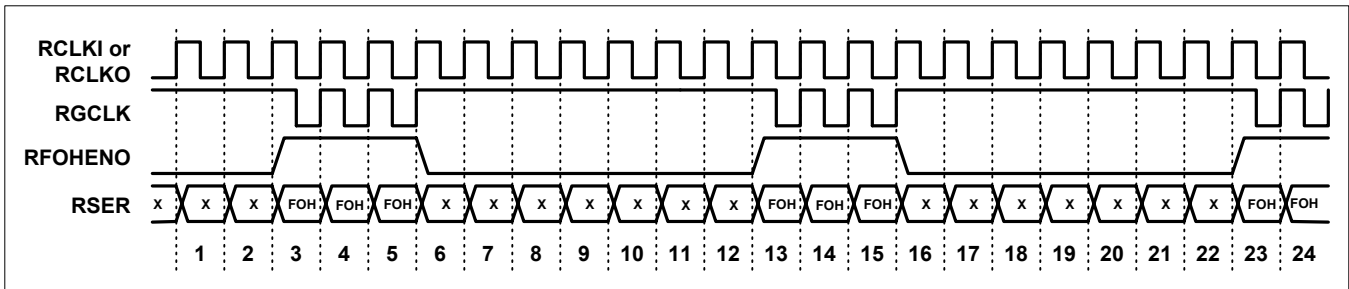 RCLKI or
RCLKO
RGCLK
RFOHENO
RSER X X X FOH FOH FOH X X X X X X X FOH FOH FOH X X X X X X X FOH FOH
1 2 3 4 5 6 7 8 9 10 11 12 13 14 15 16 17 18 19 20 21 22 23 24